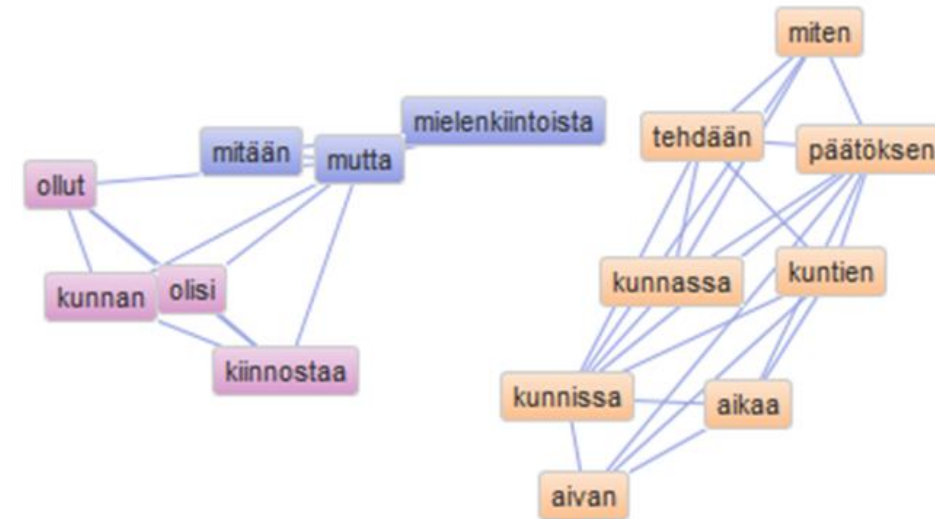 miten
mielenkiintoista
tehdään
mitään
mutta
päätöksen
ollut
kunnassa
kuntien
kunnan
olisi
kiinnostaa
kunnissa
aikaa
aivan